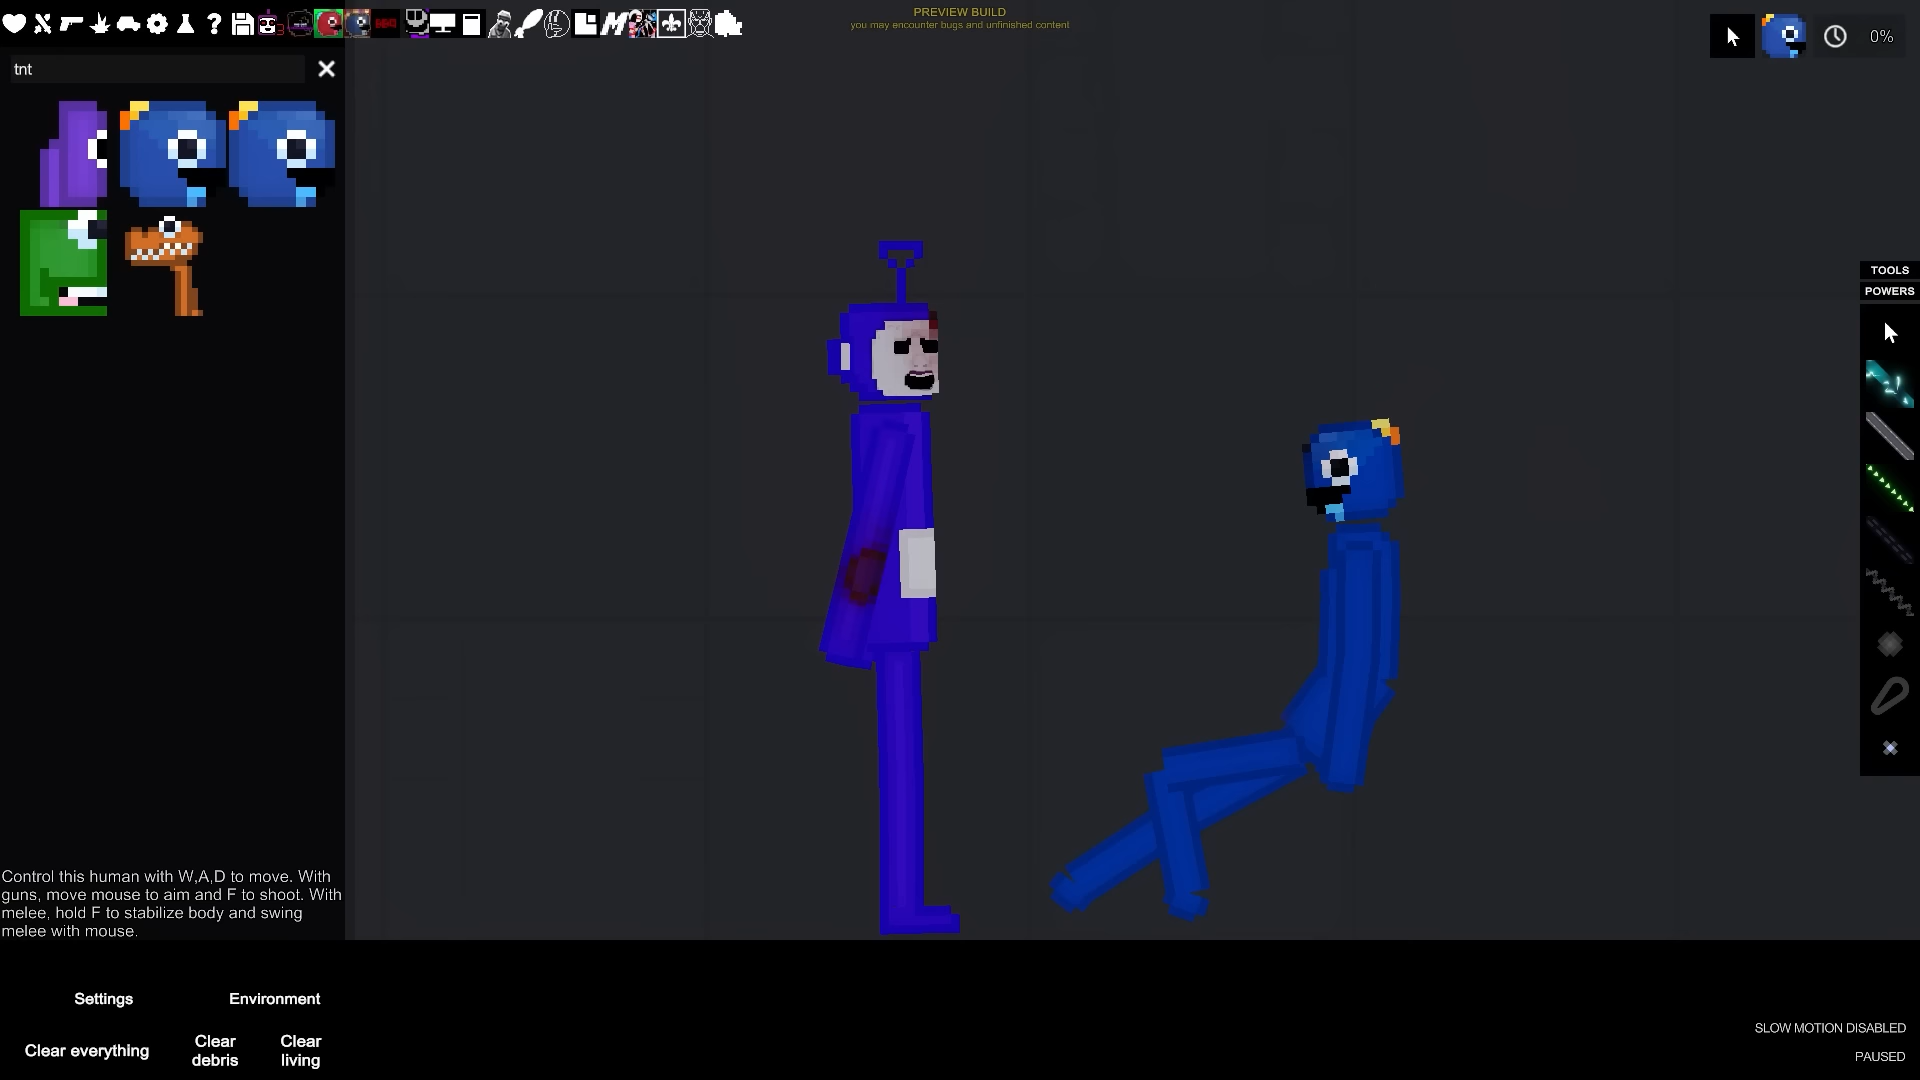 PREVIEW BUILD
you may encounter bugs and unfinished content
0%
tnt
TOOLS
POWERS
Control this human with W,A,D to move. With
guns, move mouse to aim and F to shoot. With
melee, hold F to stabilize body and swing
melee with mouse.
Settings
Environment
Clear everything
Clear
debris
Clear
living
SLOW MOTION DISABLED
PAUSED